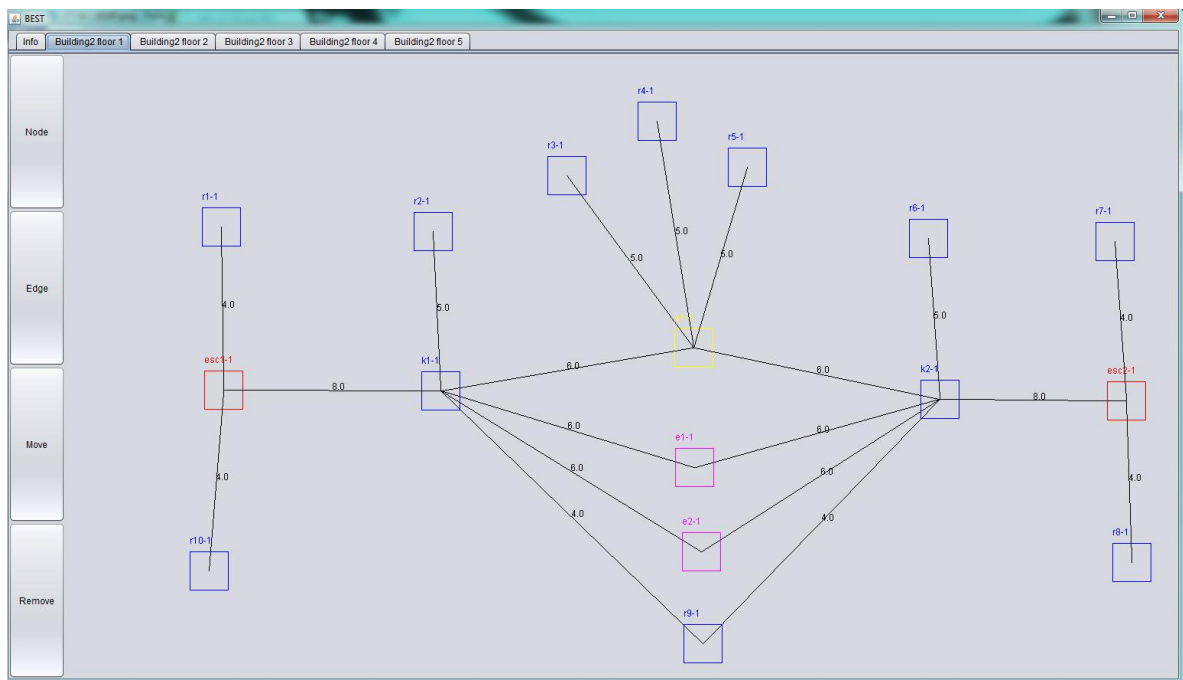 BEST
Info Building2 floor 1 Building2 floor 2 Building2 floor 3 Building2 floor 4 Building2 floor 5
Node
Edge
Move
Remove
r4-1
r5-1
r3-1
r1-1
r2-1
r6-1
r7-1
5.0
5.0
5.0
4.0
5.0
5.0
4.0
esc1-1
k1-1
6.0
6.0
k2-1
esc2-1
8.0
8.0
6.0
6.0
e1-1
6.0
6.0
4.0
4.0
4.0
4.0
e2-1
r10-1
r8-1
r9-1